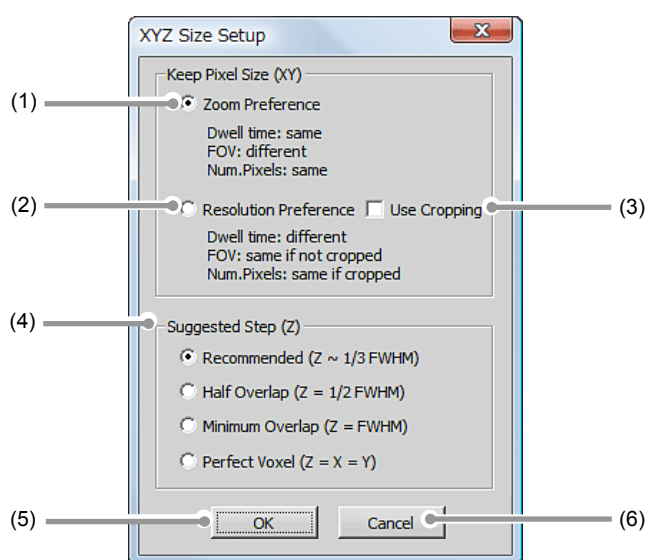 XYZ Size Setup
Keep Pixel Size (XY)
(1)
Zoom Preference
Dwell time: same
FOV: different
Num.Pixels: same
(2)
Resolution Preference
Use Cropping
(3)
Dwell time: different
FOV: same if not cropped
Num.Pixels: same if cropped
(4)
Suggested Step (Z)
Recommended (Z ~ 1/3 FWHM)
Half Overlap (Z = 1/2 FWHM)
Minimum Overlap (Z = FWHM)
Perfect Voxel (Z = X = Y)
(5)
OK
Cancel
(6)